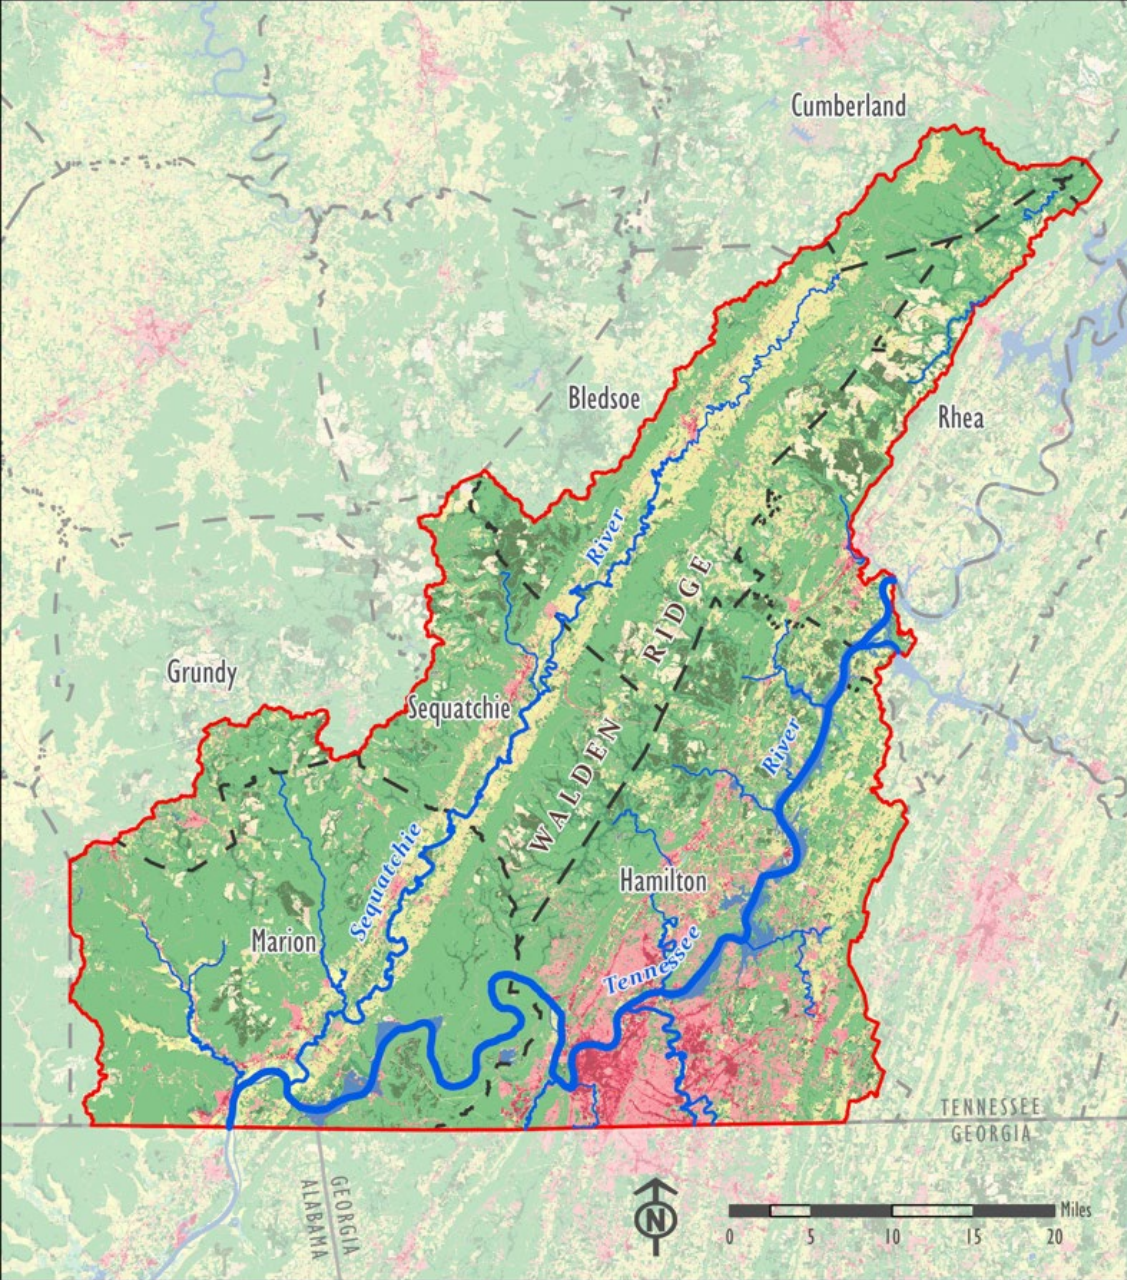 Cumberland
Bledsoe
Rhea
River
RIDGE
Grundy
Sequatchie
WALDEN
River
Sequatchie
Hamilton
Marion
Tennessee
TENNESSEE
GEORGIA
GEORGIA
ALABAMA
N
Miles
0 5 10 15 20